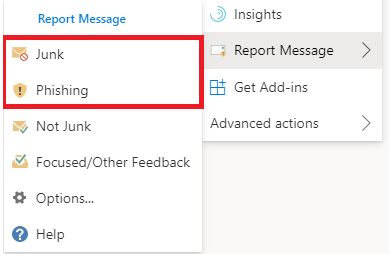 Report Message
Junk
Phishing
Not Junk
Focused/Other Feedback
Options...
Help
Insights
Report Message
Get Add-ins
Advanced actions